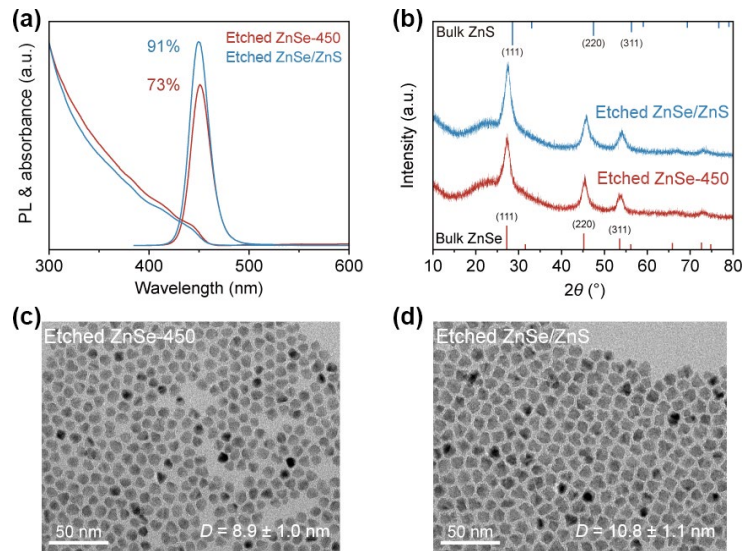 (a)
Etched ZnSe-450
Etched ZnSe/ZnS
91%
73%
PL & absorbance (a.u.)
300 400 500 600
Wavelength (nm)
(b)
Bulk ZnS
(111)
(220)
(311)
Etched ZnSe/ZnS
Etched ZnSe-450
(111)
(220)
(311)
Bulk ZnSe
Intensity (a.u.)
10 20 30 40 50 60 70 80
2θ (°)
(c)
Etched ZnSe-450
50 nm
D = 8.9 ± 1.0 nm
(d)
Etched ZnSe/ZnS
50 nm
D = 10.8 ± 1.1 nm